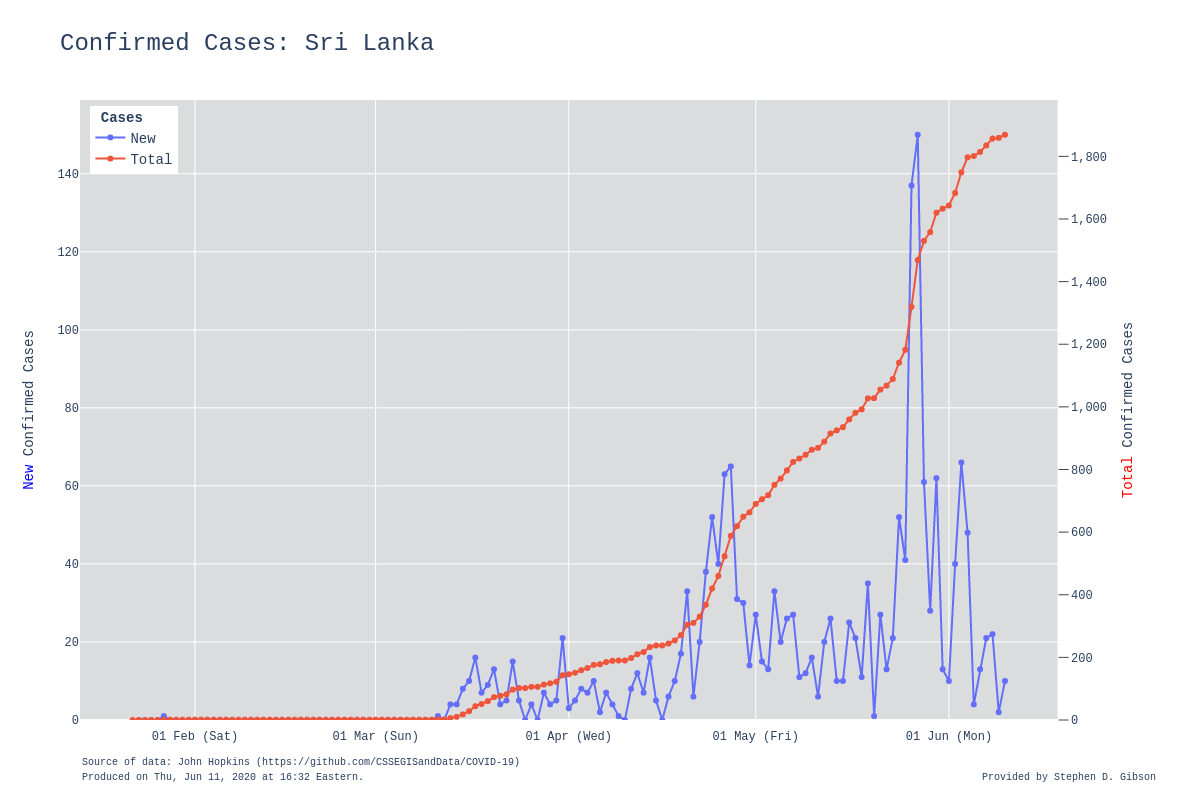 Confirmed Cases: Sri Lanka
Cases
New
Total
140
120
100
80
60
40
20
0
New Confirmed Cases
1,800
1,600
1,400
1,200
1,000
800
600
400
200
0
Total Confirmed Cases
01 Feb (Sat)
01 Mar (Sun)
01 Apr (Wed)
01 May (Fri)
01 Jun (Mon)
Source of data: John Hopkins (https://github.com/CSSEGISandData/COVID-19)
Produced on Thu, Jun 11, 2020 at 16:32 Eastern.
Provided by Stephen D. Gibson